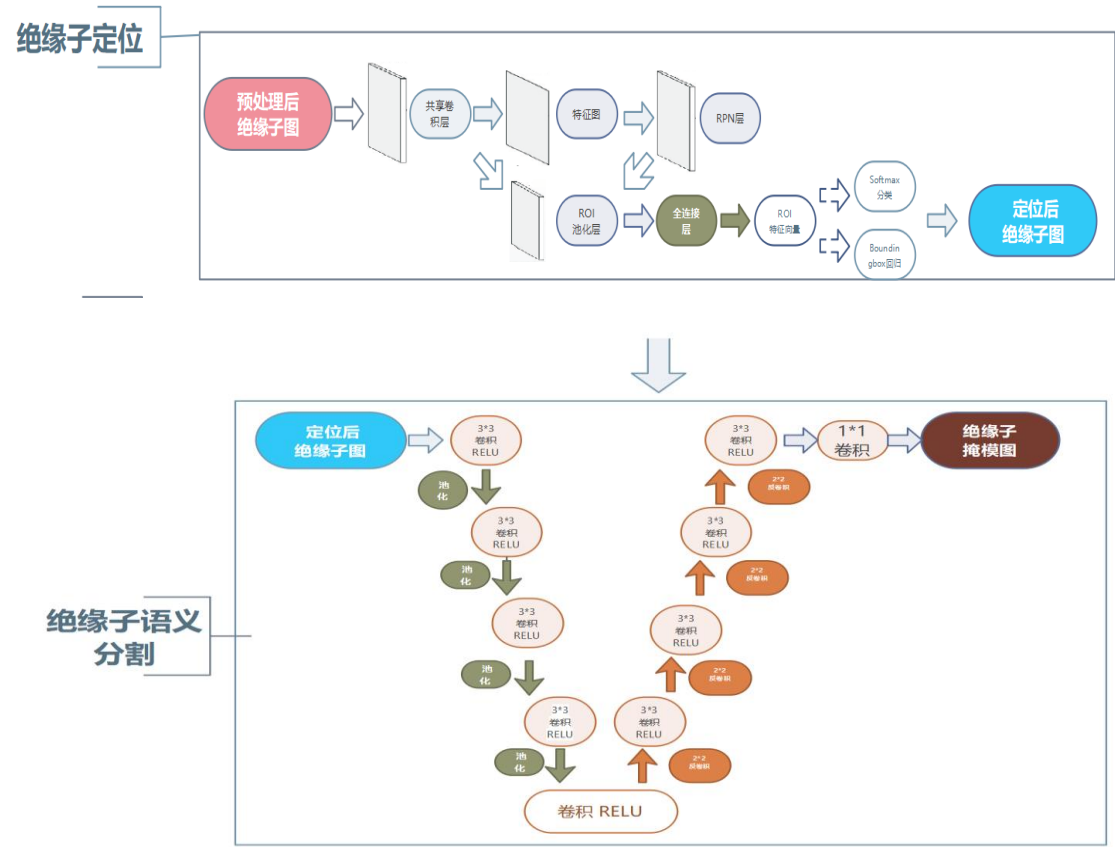 绝缘子定位
预处理后
绝缘子图
共享卷
积层
特征图
RPN层
ROI
池化层
全连接
层
ROI
特征向量
Softmax
分类
Boundin
gbox回归
定位后
绝缘子图
绝缘子语义
分割
定位后
绝缘子图
3*3
卷积
RELU
池
化
3*3
卷积
RELU
池
化
3*3
卷积
RELU
池
化
3*3
卷积
RELU
池
化
卷积 RELU
2*2
反卷积
3*3
卷积
RELU
2*2
反卷积
3*3
卷积
RELU
2*2
反卷积
3*3
卷积
RELU
2*2
反卷积
3*3
卷积
RELU
1*1
卷积
绝缘子
掩模图